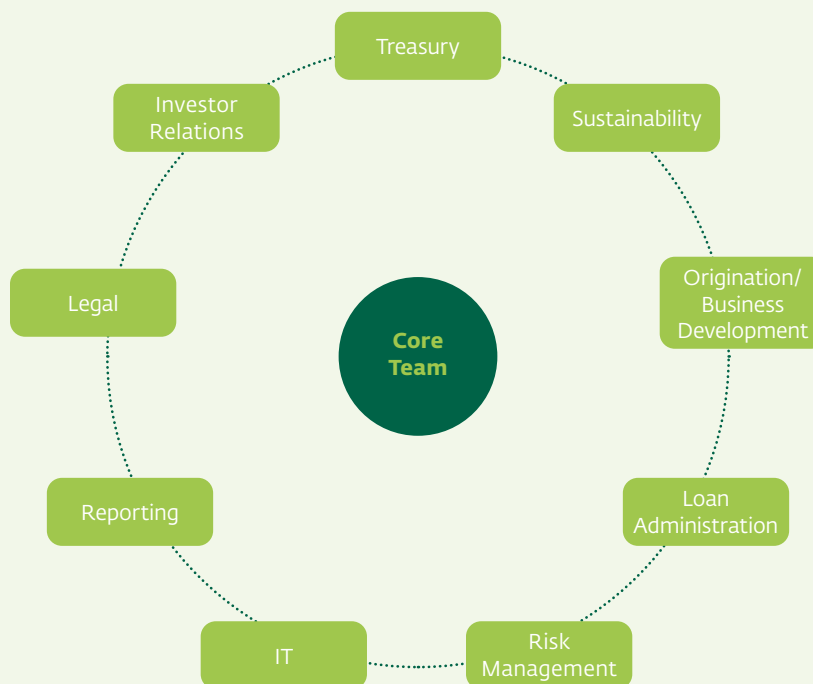 Treasury
Investor
Relations
Sustainability
Legal
Origination/
Business
Development
Core
Team
Reporting
Loan
Administration
IT
Risk
Management